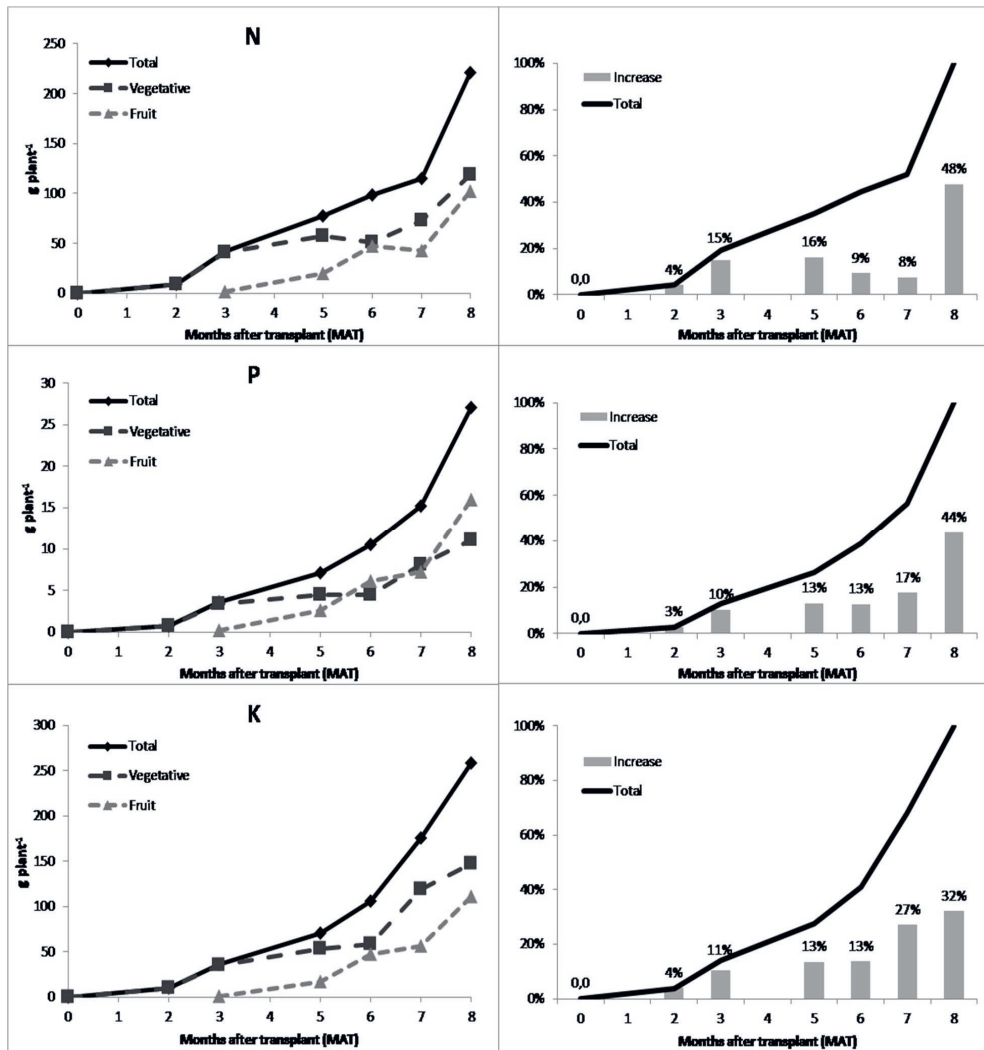 N
250
200
150
100
50
0
g plant-1
Total
Vegetative
Fruit
0 1 2 3 4 5 6 7 8
Months after transplant (MAT)
100%
80%
60%
40%
20%
0%
Increase
Total
0,0 4% 15% 16% 9% 8% 48%
0 1 2 3 4 5 6 7 8
Months after transplant (MAT)
P
30
25
20
15
10
5
0
g plant-1
Total
Vegetative
Fruit
0 1 2 3 4 5 6 7 8
Months after transplant (MAT)
100%
80%
60%
40%
20%
0%
Increase
Total
0,0 3% 10% 13% 13% 17% 44%
0 1 2 3 4 5 6 7 8
Months after transplant (MAT)
K
300
250
200
150
100
50
0
g plant-1
Total
Vegetative
Fruit
0 1 2 3 4 5 6 7 8
Months after transplant (MAT)
100%
80%
60%
40%
20%
0%
Increase
Total
0,0 4% 11% 13% 13% 27% 32%
0 1 2 3 4 5 6 7 8
Months after transplant (MAT)